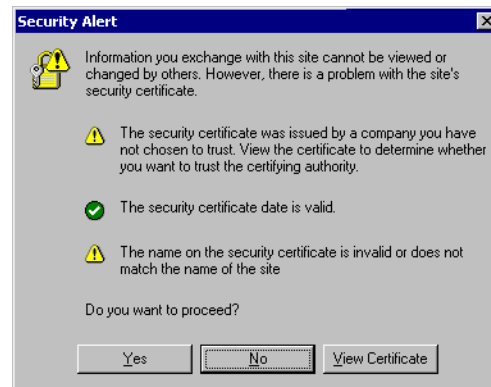 Security Alert
Information you exchange with this site cannot be viewed or
changed by others. However, there is a problem with the site's
security certificate.
The security certificate was issued by a company you have
not chosen to trust. View the certificate to determine whether
you want to trust the certifying authority.
The security certificate date is valid.
The name on the security certificate is invalid or does not
match the name of the site
Do you want to proceed?
Yes No View Certificate